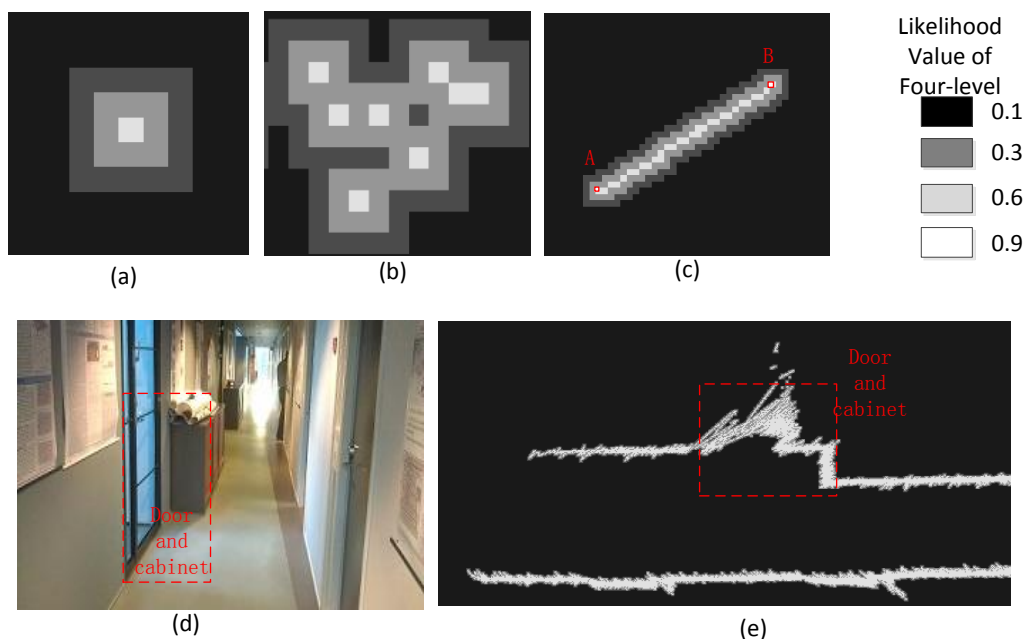 Likelihood
Value of
Four-level
0.1
0.3
0.6
0.9
A
B
(a)
(b)
(c)
Door
and
cabinet
(d)
Door
and
cabinet
(e)